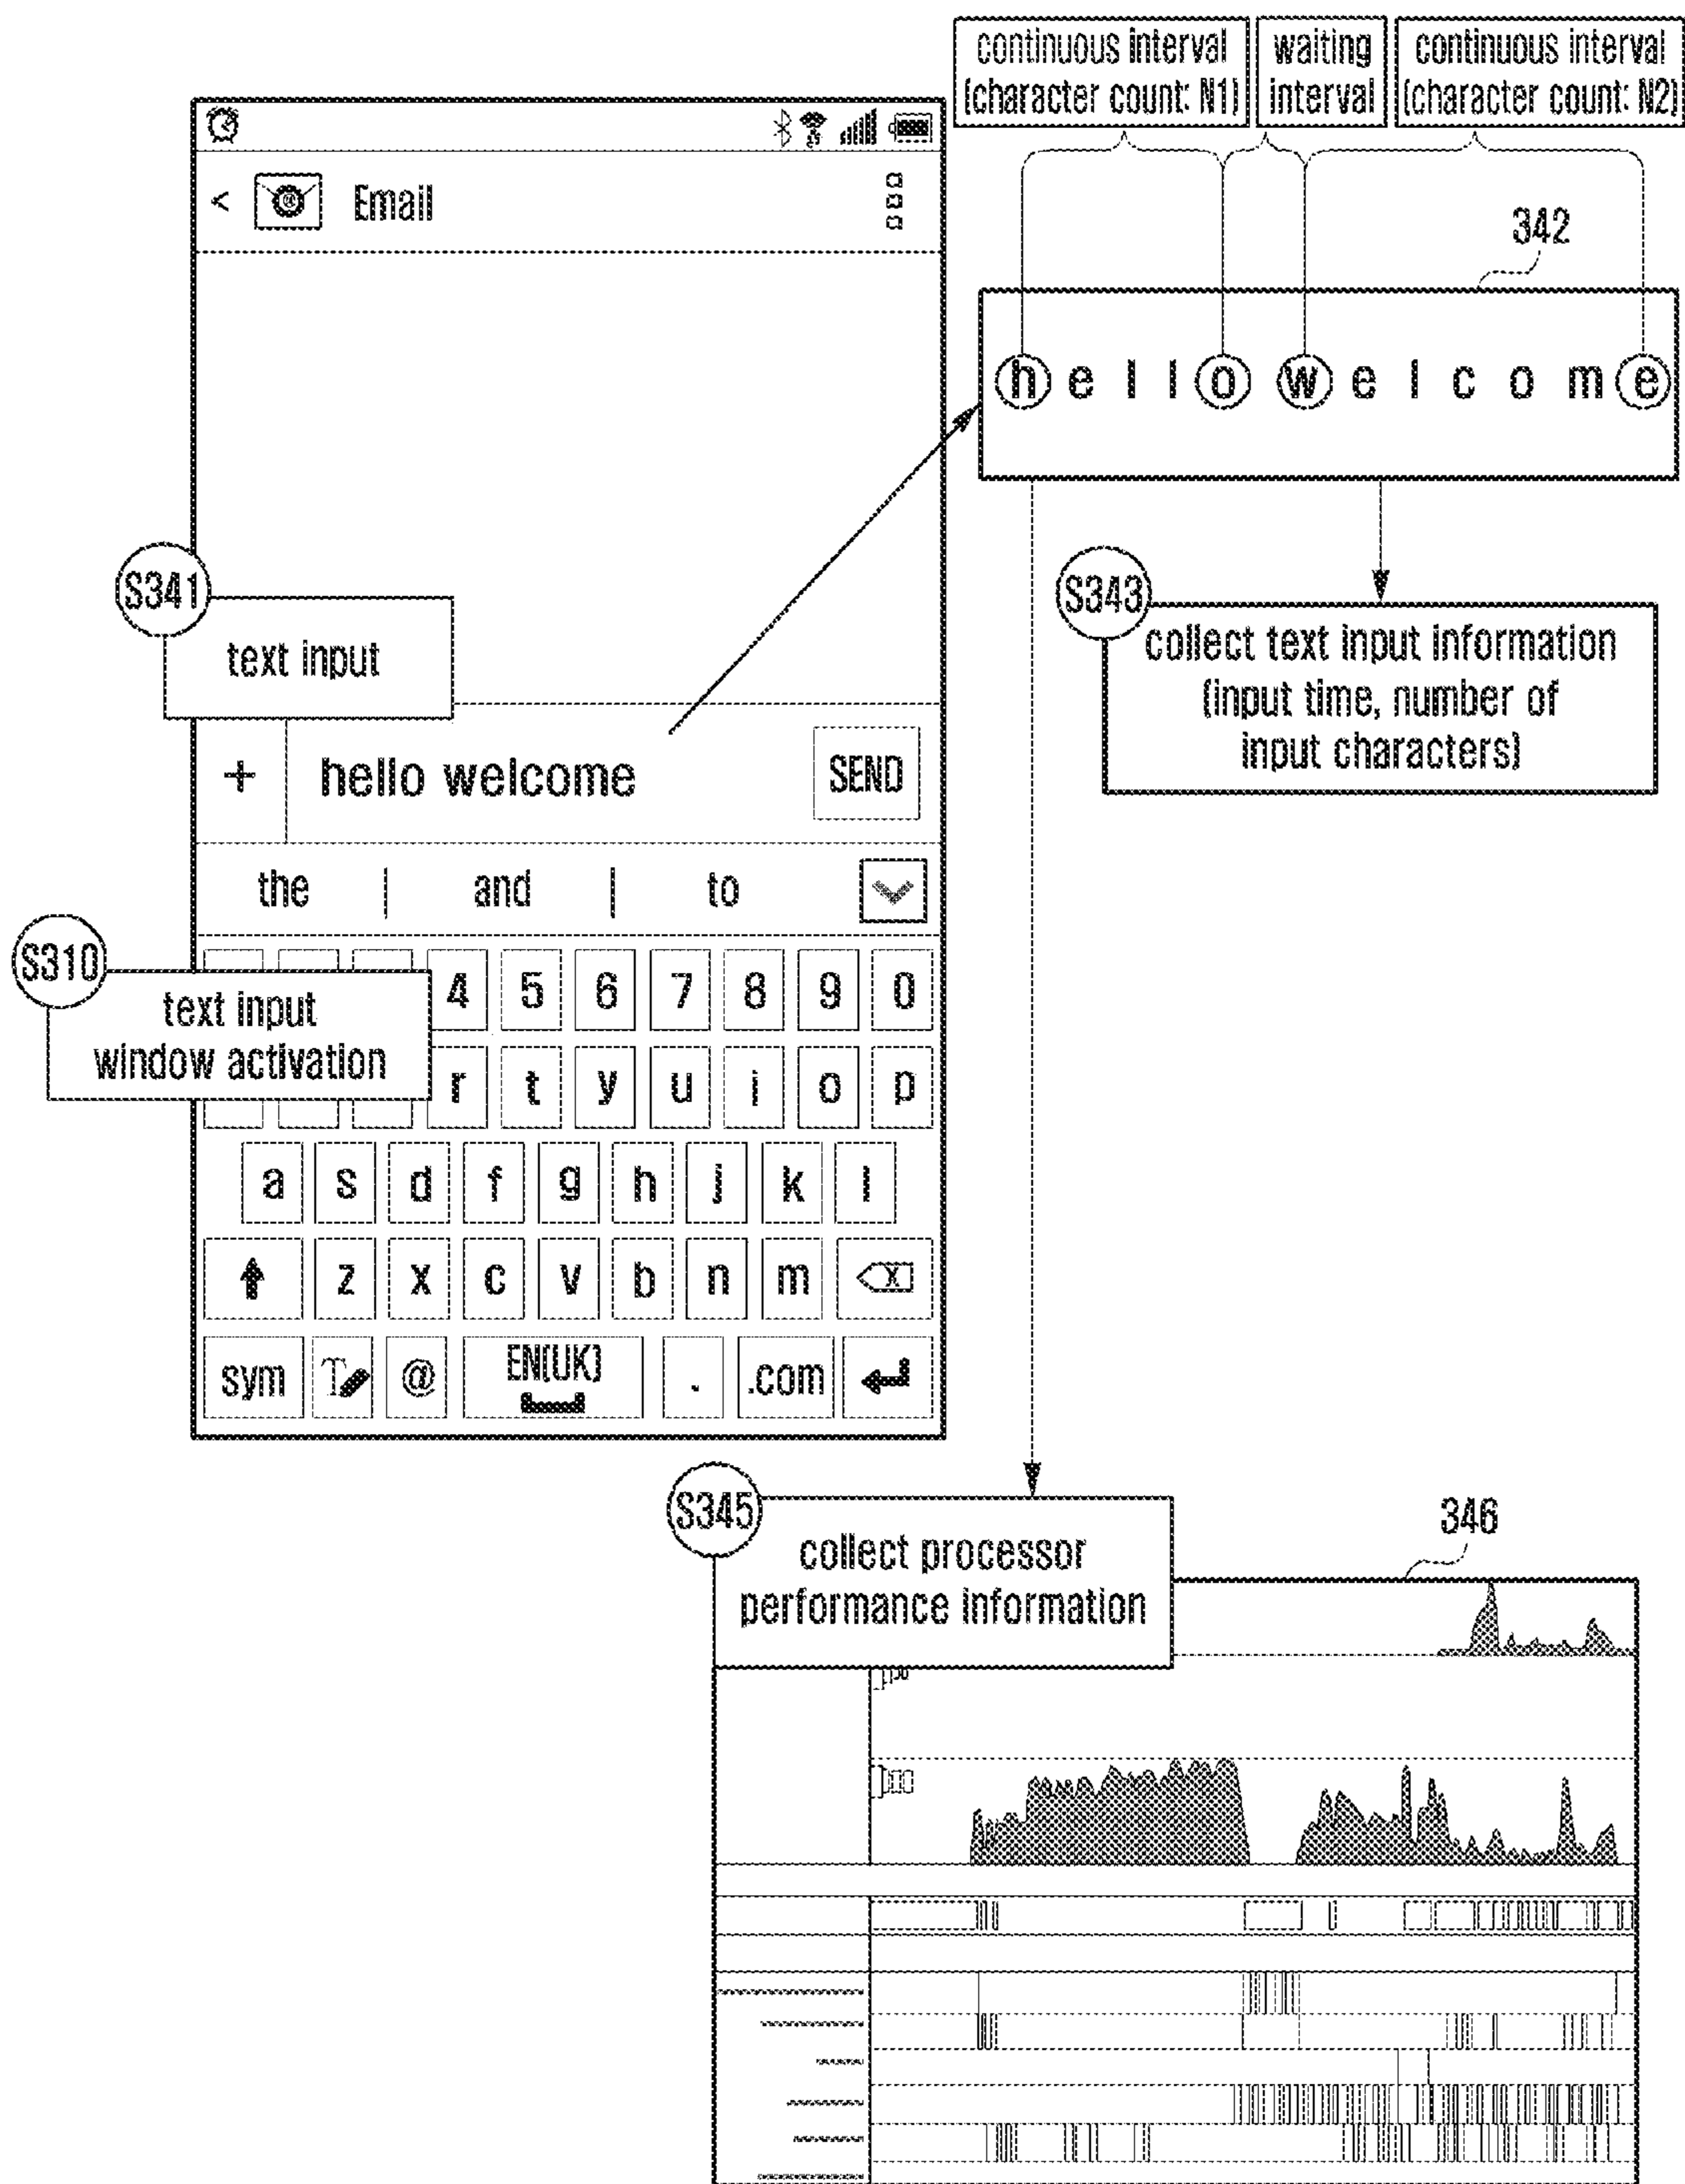 continuous interval
(character count: N1)
waiting
interval
continuous interval
(character count: N2)
< Email
342
h e l l o w e l c o m e
S341
text input
S343
collect text input information
(input time, number of
input characters)
+ hello welcome SEND
the | and | to
S310
text input
window activation
4 5 6 7 8 9 0
r t y u i o p
a s d f g h j k l
z x c v b n m
sym T @ EN(UK) . .com
S345
collect processor
performance information
346